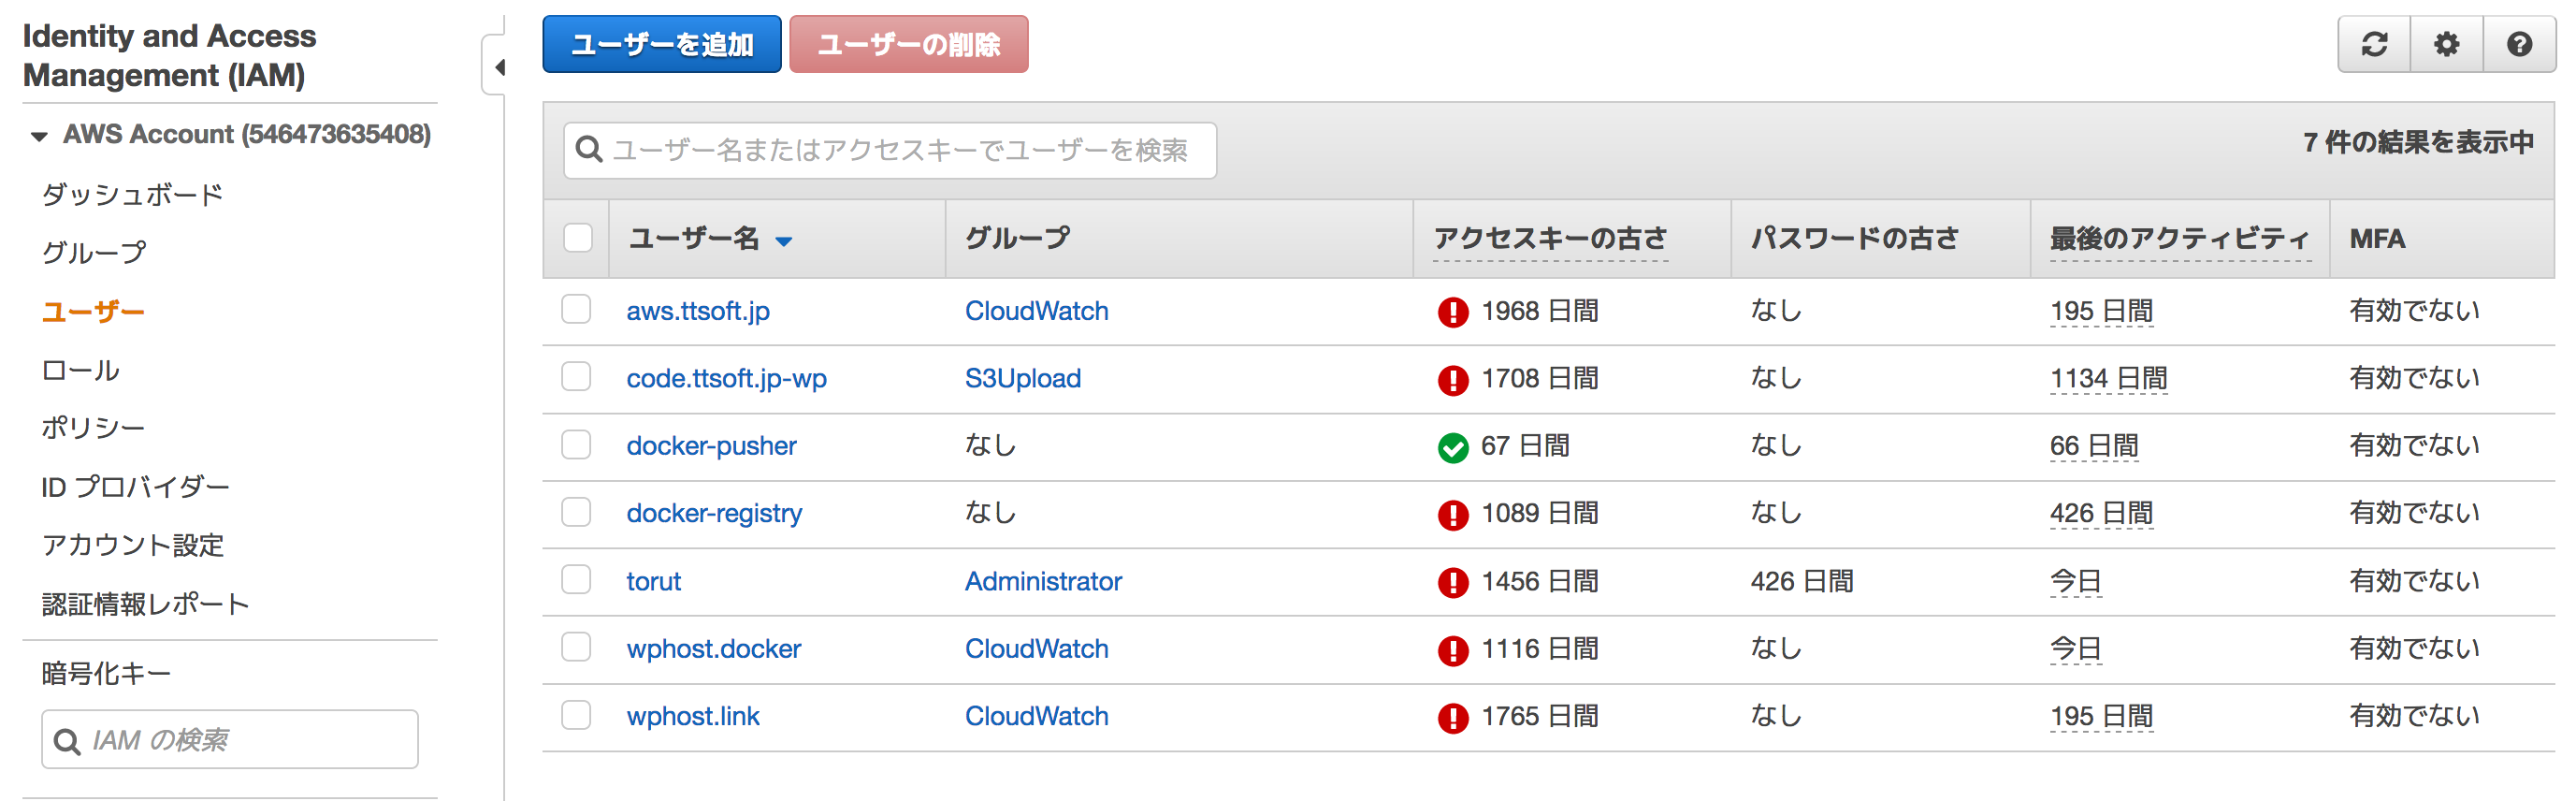 Identity and Access
Management (IAM)
AWS Account (546473635408)
ダッシュボード
グループ
ユーザー
ロール
ポリシー
ID プロバイダー
アカウント設定
認証情報レポート
暗号化キー
IAM の検索
ユーザーを追加 ユーザーの削除
ユーザー名またはアクセスキーでユーザーを検索 7 件の結果を表示中
ユーザー名 グループ アクセスキーの古さ パスワードの古さ 最後のアクティビティ MFA
aws.ttsoft.jp CloudWatch 1968 日間 なし 195 日間 有効でない
code.ttsoft.jp-wp S3Upload 1708 日間 なし 1134 日間 有効でない
docker-pusher なし 67 日間 なし 66 日間 有効でない
docker-registry なし 1089 日間 なし 426 日間 有効でない
torut Administrator 1456 日間 426 日間 今日 有効でない
wphost.docker CloudWatch 1116 日間 なし 今日 有効でない
wphost.link CloudWatch 1765 日間 なし 195 日間 有効でない